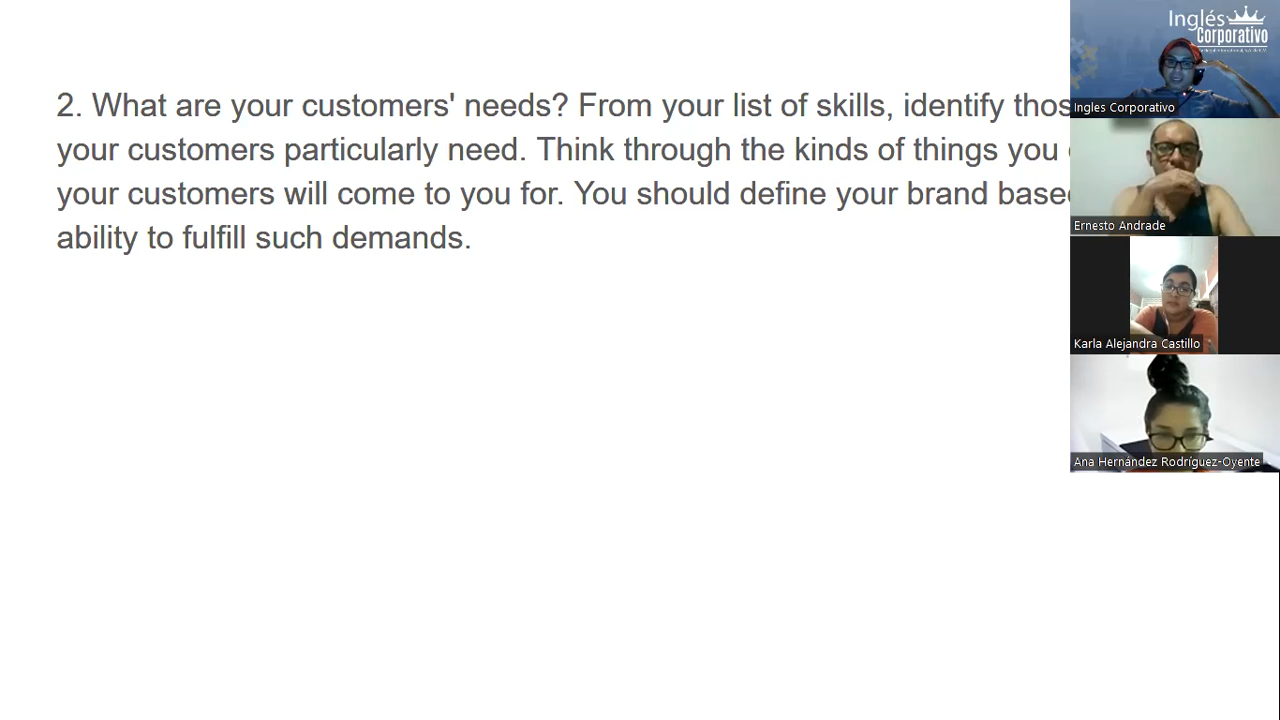 2. What are your customers' needs? From your list of skills, identify
your customers particularly need. Think through the kinds of things you
your customers will come to you for. You should define your brand
ability to fulfill such demands.
Inglés
Corporativo
Ingles Corporativo
Ernesto Andrade
Karla Alejandra Castillo
Ana Hernández Rodríguez-Oyente